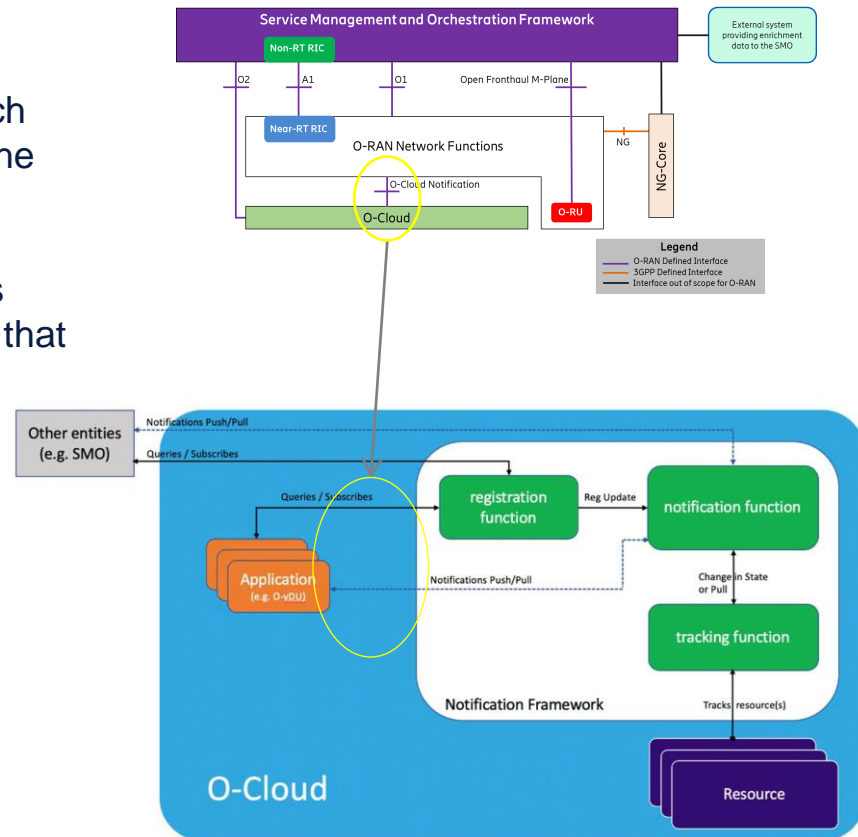 Service Management and Orchestration Framework
External system
providing enrichment
data to the SMO
Non-RT RIC
O2
A1
O1
Open Fronthaul M-Plane
ch
ne
Near-RT RIC
O-RAN Network Functions
NG
NG-Core
O-Cloud Notification
O-Cloud
O-RU
Legend
O-RAN Defined Interface
3GPP Defined Interface
Interface out of scope for O-RAN
s
that
Other entities
(e.g. SMO)
Notifications Push/Pull
Queries / Subscribes
Queries / Subscribes
registration
function
Reg Update
notification function
Application
(e.g. O-vDU)
Notifications Push/Pull
Change in State
or Pull
tracking function
Notification Framework
Tracks resource(s)
O-Cloud
Resource